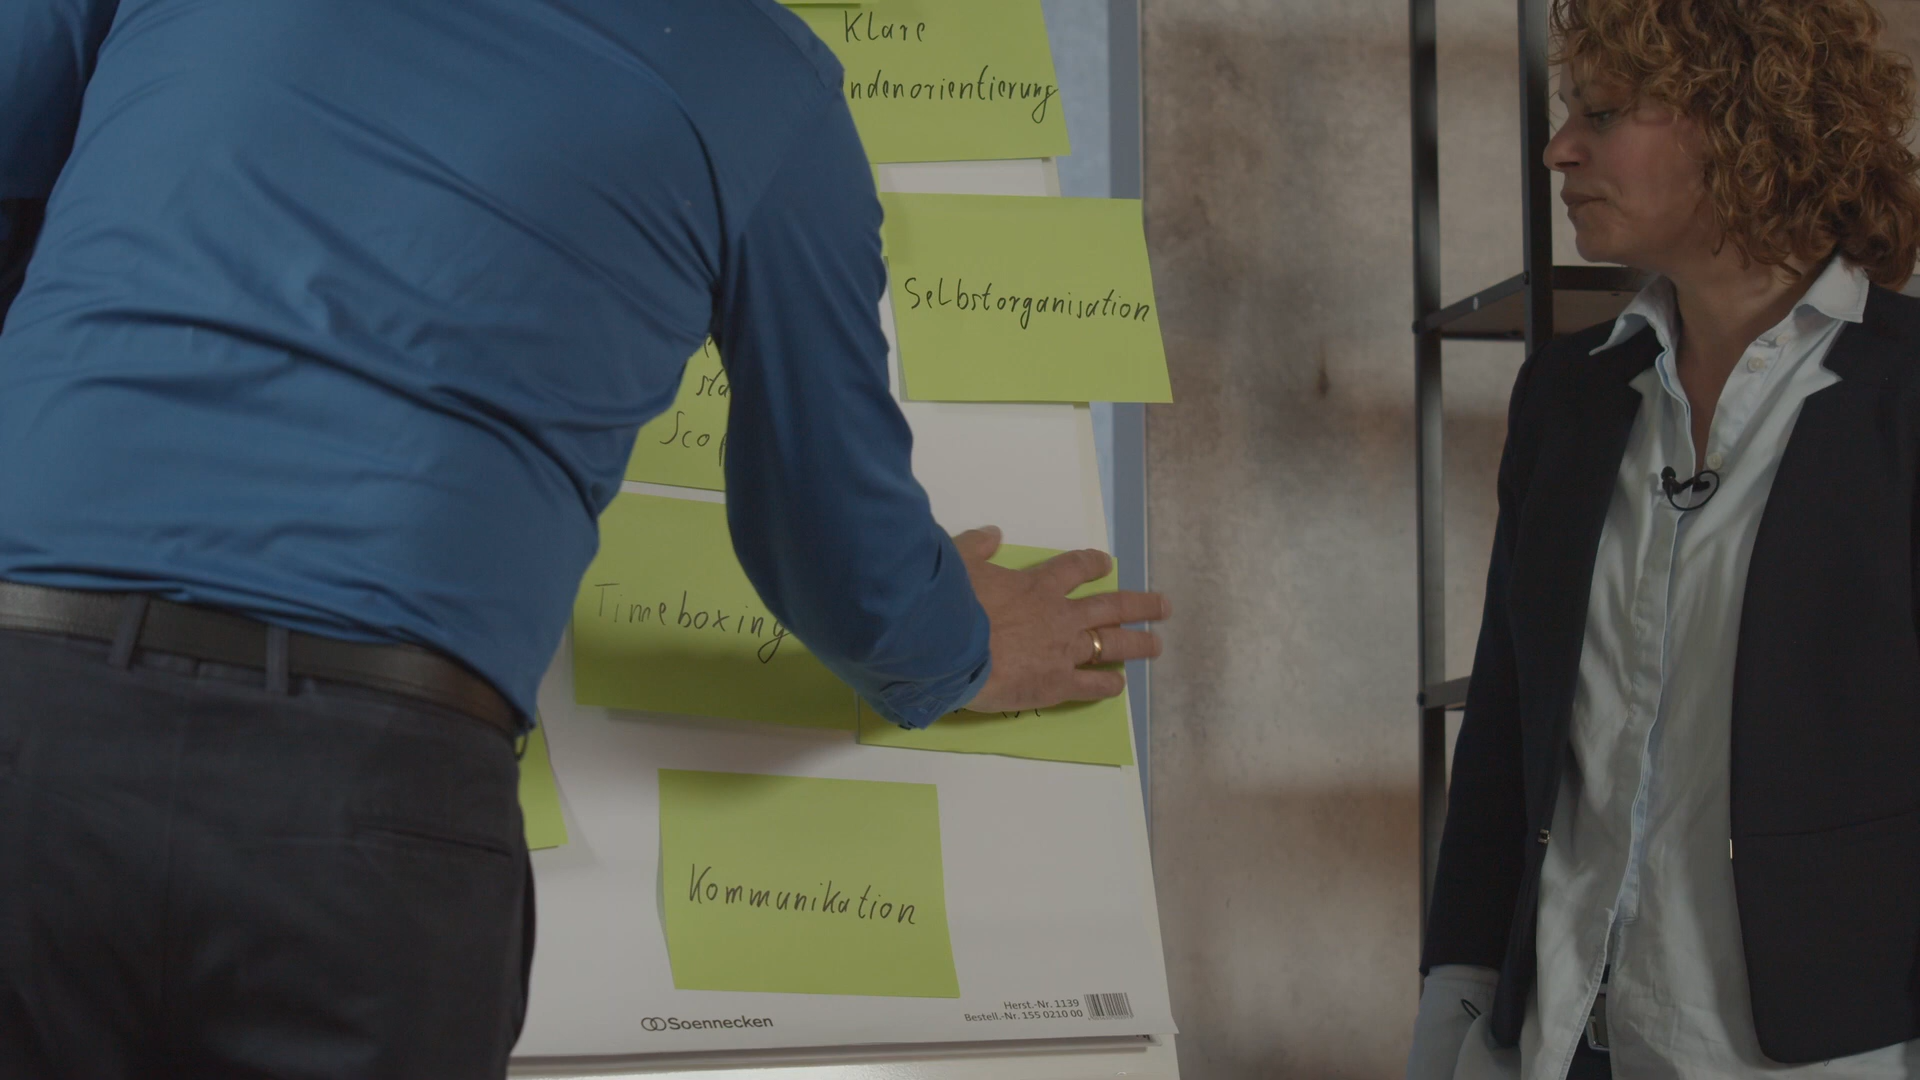 Klare
ndenorientierung
Selbstorganisation
Timeboxing
Kommunikation
Soennecken
Herst.-Nr. 1139
Bestell.-Nr. 155 0210 00